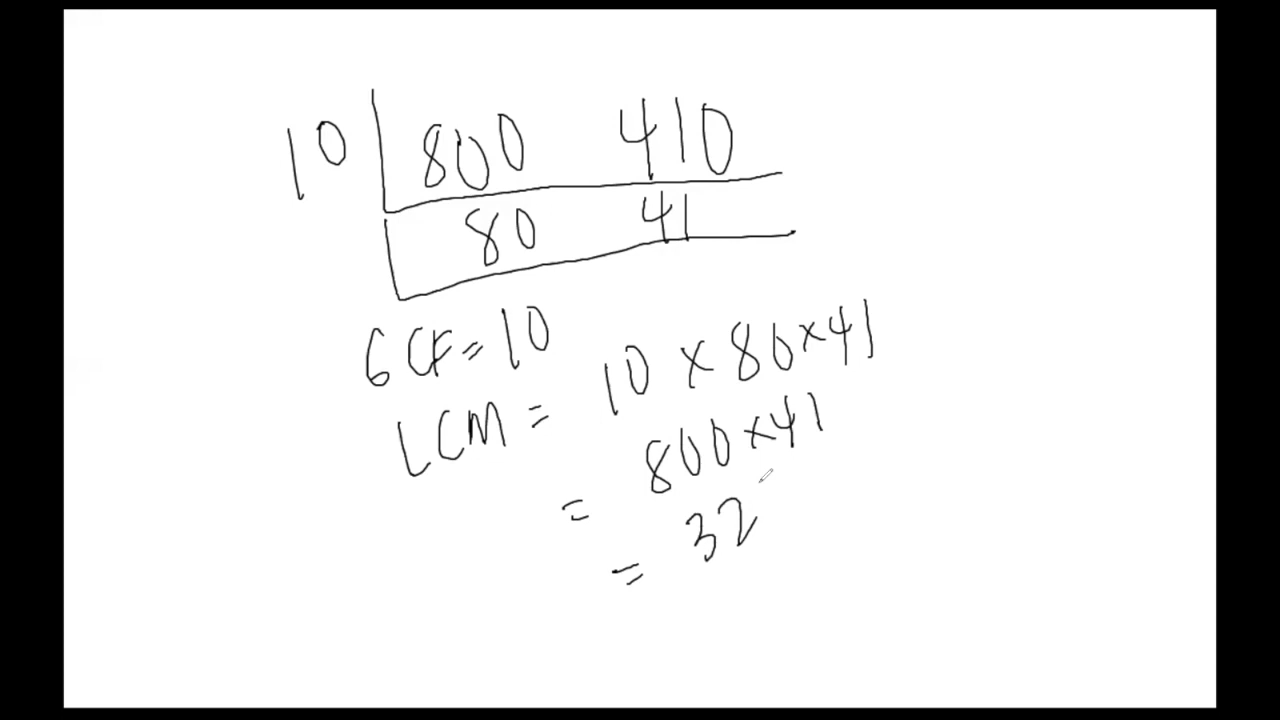 10 800 410
80 41
GCF = 10
LCM = 10 × 80 × 41
= 800 × 41
= 32